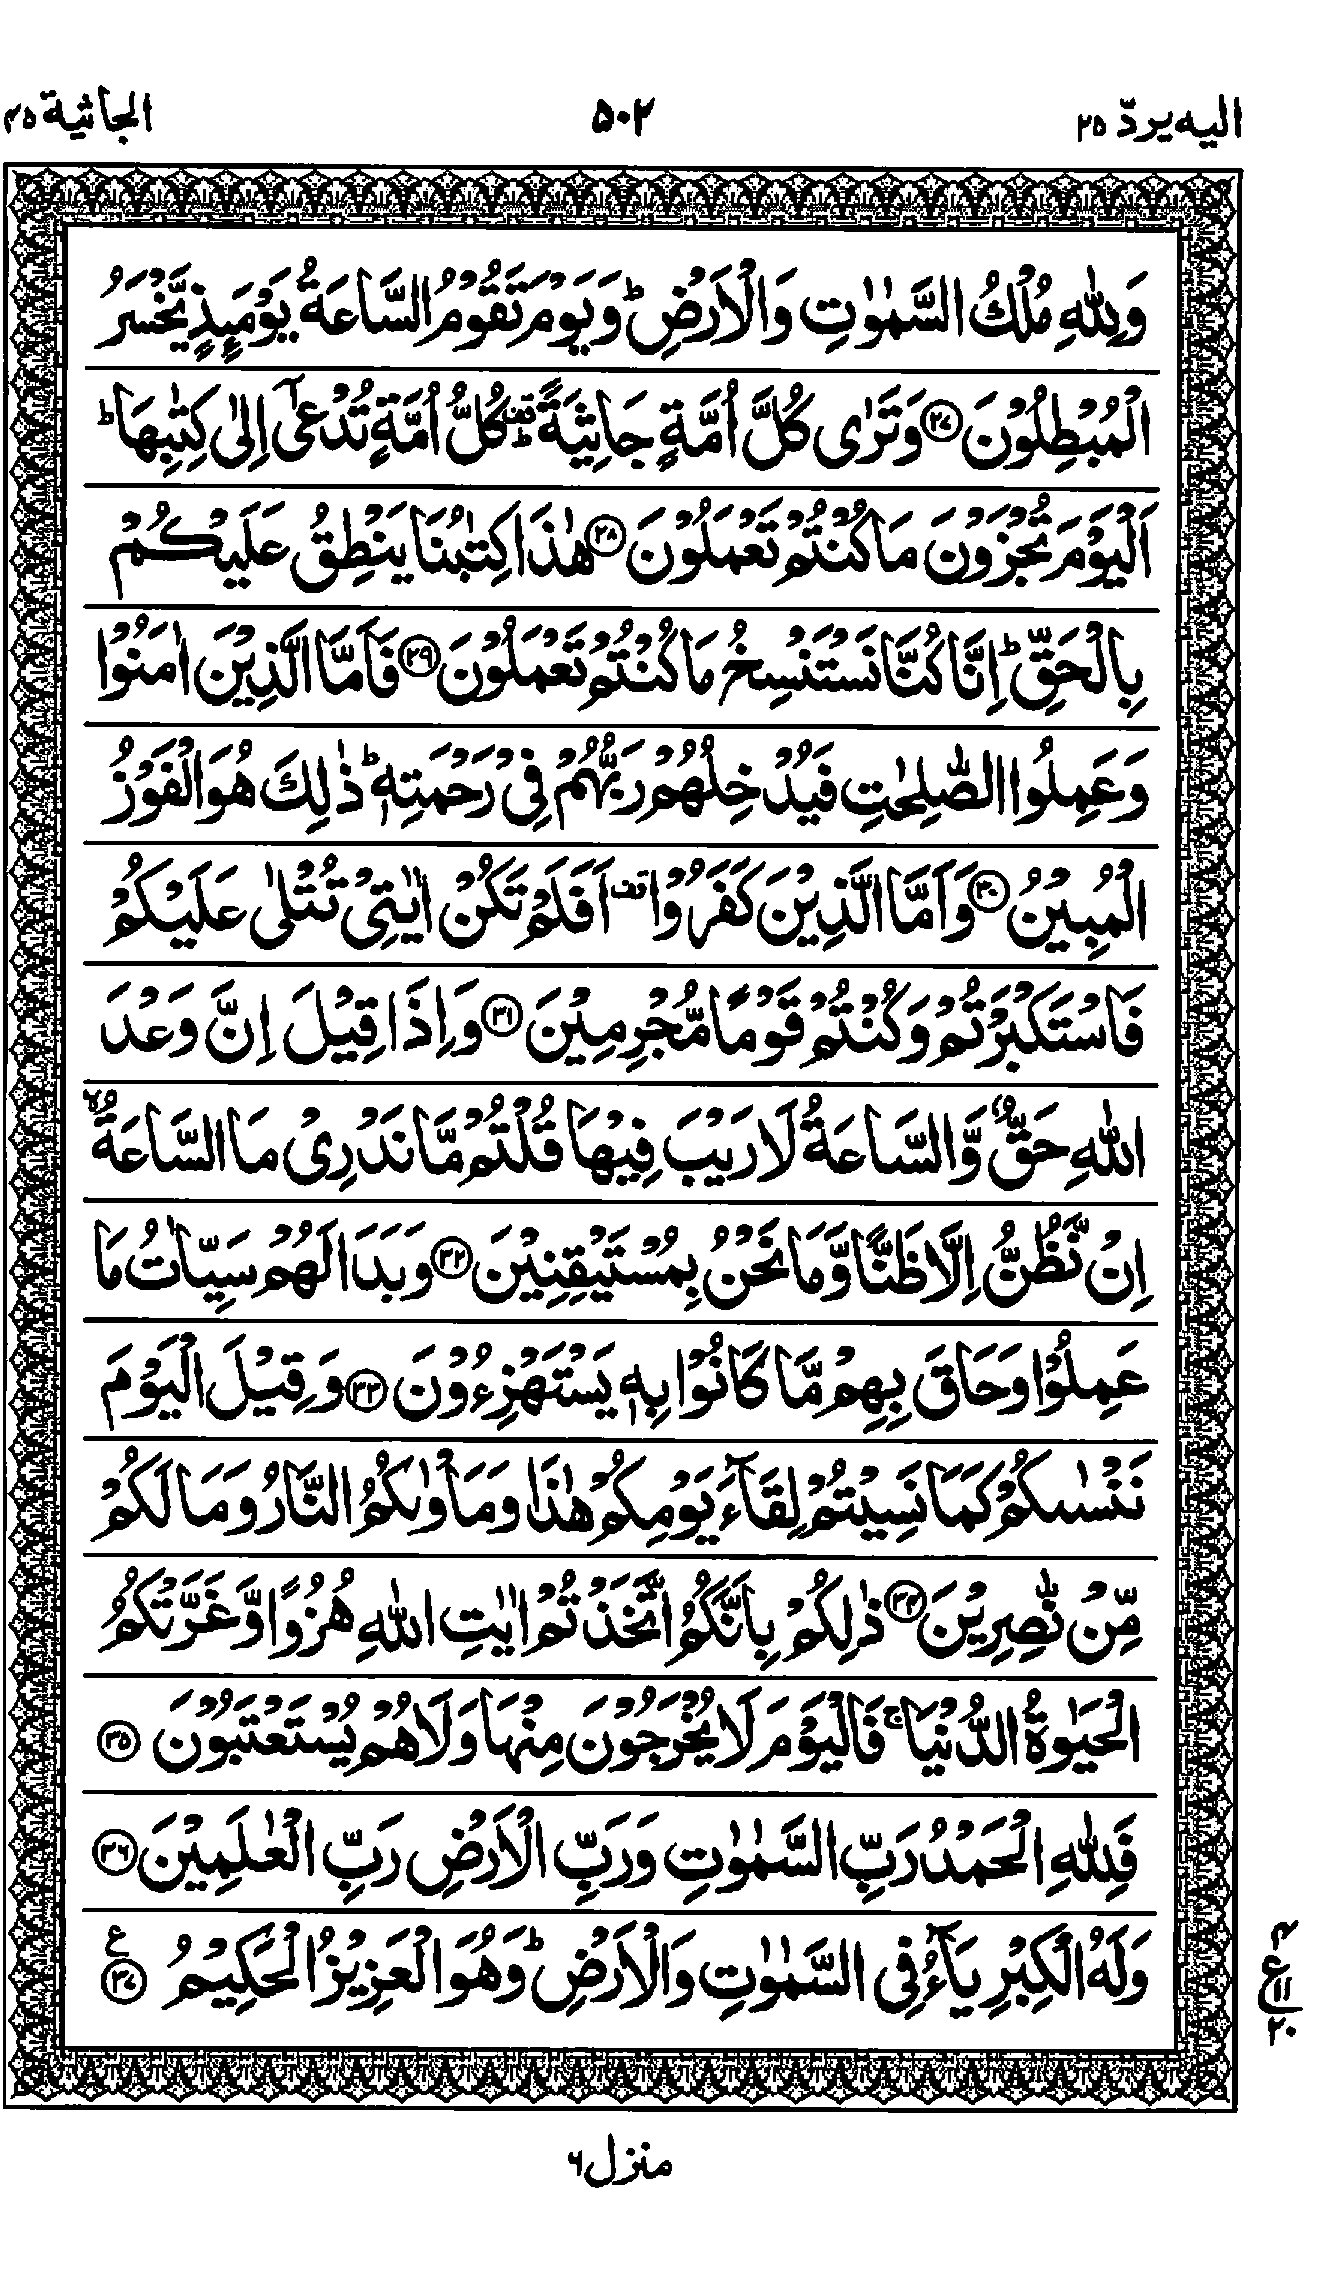 الیه یردّ ۲۵
۵۰۲
الجاثیة ۴۵
وَلِلّٰهِ مُلْكُ السَّمٰوٰتِ وَالْاَرْضِ ؕ وَیَوْمَ تَقُوْمُ السَّاعَةُ یَوْمَىِٕذٍ یَّخْسَرُ
الْمُبْطِلُوْنَ ۝۲۷ وَتَرٰی كُلَّ اُمَّةٍ جَاثِیَةً ۫ؕ كُلُّ اُمَّةٍ تُدْعٰۤی اِلٰی كِتٰبِهَا ؕ
اَلْیَوْمَ تُجْزَوْنَ مَا كُنْتُمْ تَعْمَلُوْنَ ۝۲۸ هٰذَا كِتٰبُنَا یَنْطِقُ عَلَیْكُمْ
بِالْحَقِّ ؕ اِنَّا كُنَّا نَسْتَنْسِخُ مَا كُنْتُمْ تَعْمَلُوْنَ ۝۲۹ فَاَمَّا الَّذِیْنَ اٰمَنُوْا
وَعَمِلُوا الصّٰلِحٰتِ فَیُدْخِلُهُمْ رَبُّهُمْ فِیْ رَحْمَتِهٖ ؕ ذٰلِكَ هُوَ الْفَوْزُ
الْمُبِیْنُ ۝۳۰ وَاَمَّا الَّذِیْنَ كَفَرُوْا ۫ اَفَلَمْ تَكُنْ اٰیٰتِیْ تُتْلٰی عَلَیْكُمْ
فَاسْتَكْبَرْتُمْ وَكُنْتُمْ قَوْمًا مُّجْرِمِیْنَ ۝۳۱ وَاِذَا قِیْلَ اِنَّ وَعْدَ
اللّٰهِ حَقٌّ وَّالسَّاعَةُ لَا رَیْبَ فِیْهَا قُلْتُمْ مَّا نَدْرِیْ مَا السَّاعَةُ ۙ
اِنْ نَّظُنُّ اِلَّا ظَنًّا وَّمَا نَحْنُ بِمُسْتَیْقِنِیْنَ ۝۳۲ وَبَدَا لَهُمْ سَیِّاٰتُ مَا
عَمِلُوْا وَحَاقَ بِهِمْ مَّا كَانُوْا بِهٖ یَسْتَهْزِءُوْنَ ۝۳۳ وَقِیْلَ الْیَوْمَ
نَنْسٰىكُمْ كَمَا نَسِیْتُمْ لِقَآءَ یَوْمِكُمْ هٰذَا وَمَاْوٰىكُمُ النَّارُ وَمَا لَكُمْ
مِّنْ نّٰصِرِیْنَ ۝۳۴ ذٰلِكُمْ بِاَنَّكُمُ اتَّخَذْتُمْ اٰیٰتِ اللّٰهِ هُزُوًا وَّغَرَّتْكُمُ
الْحَیٰوةُ الدُّنْیَا ۚ فَالْیَوْمَ لَا یُخْرَجُوْنَ مِنْهَا وَلَا هُمْ یُسْتَعْتَبُوْنَ ۝۳۵
فَلِلّٰهِ الْحَمْدُ رَبِّ السَّمٰوٰتِ وَرَبِّ الْاَرْضِ رَبِّ الْعٰلَمِیْنَ ۝۳۶
وَلَهُ الْكِبْرِیَآءُ فِی السَّمٰوٰتِ وَالْاَرْضِ ؕ وَهُوَ الْعَزِیْزُ الْحَكِیْمُ ۝۳۷ ع
۴
ع ۱۱
۲۰
منزل ۶